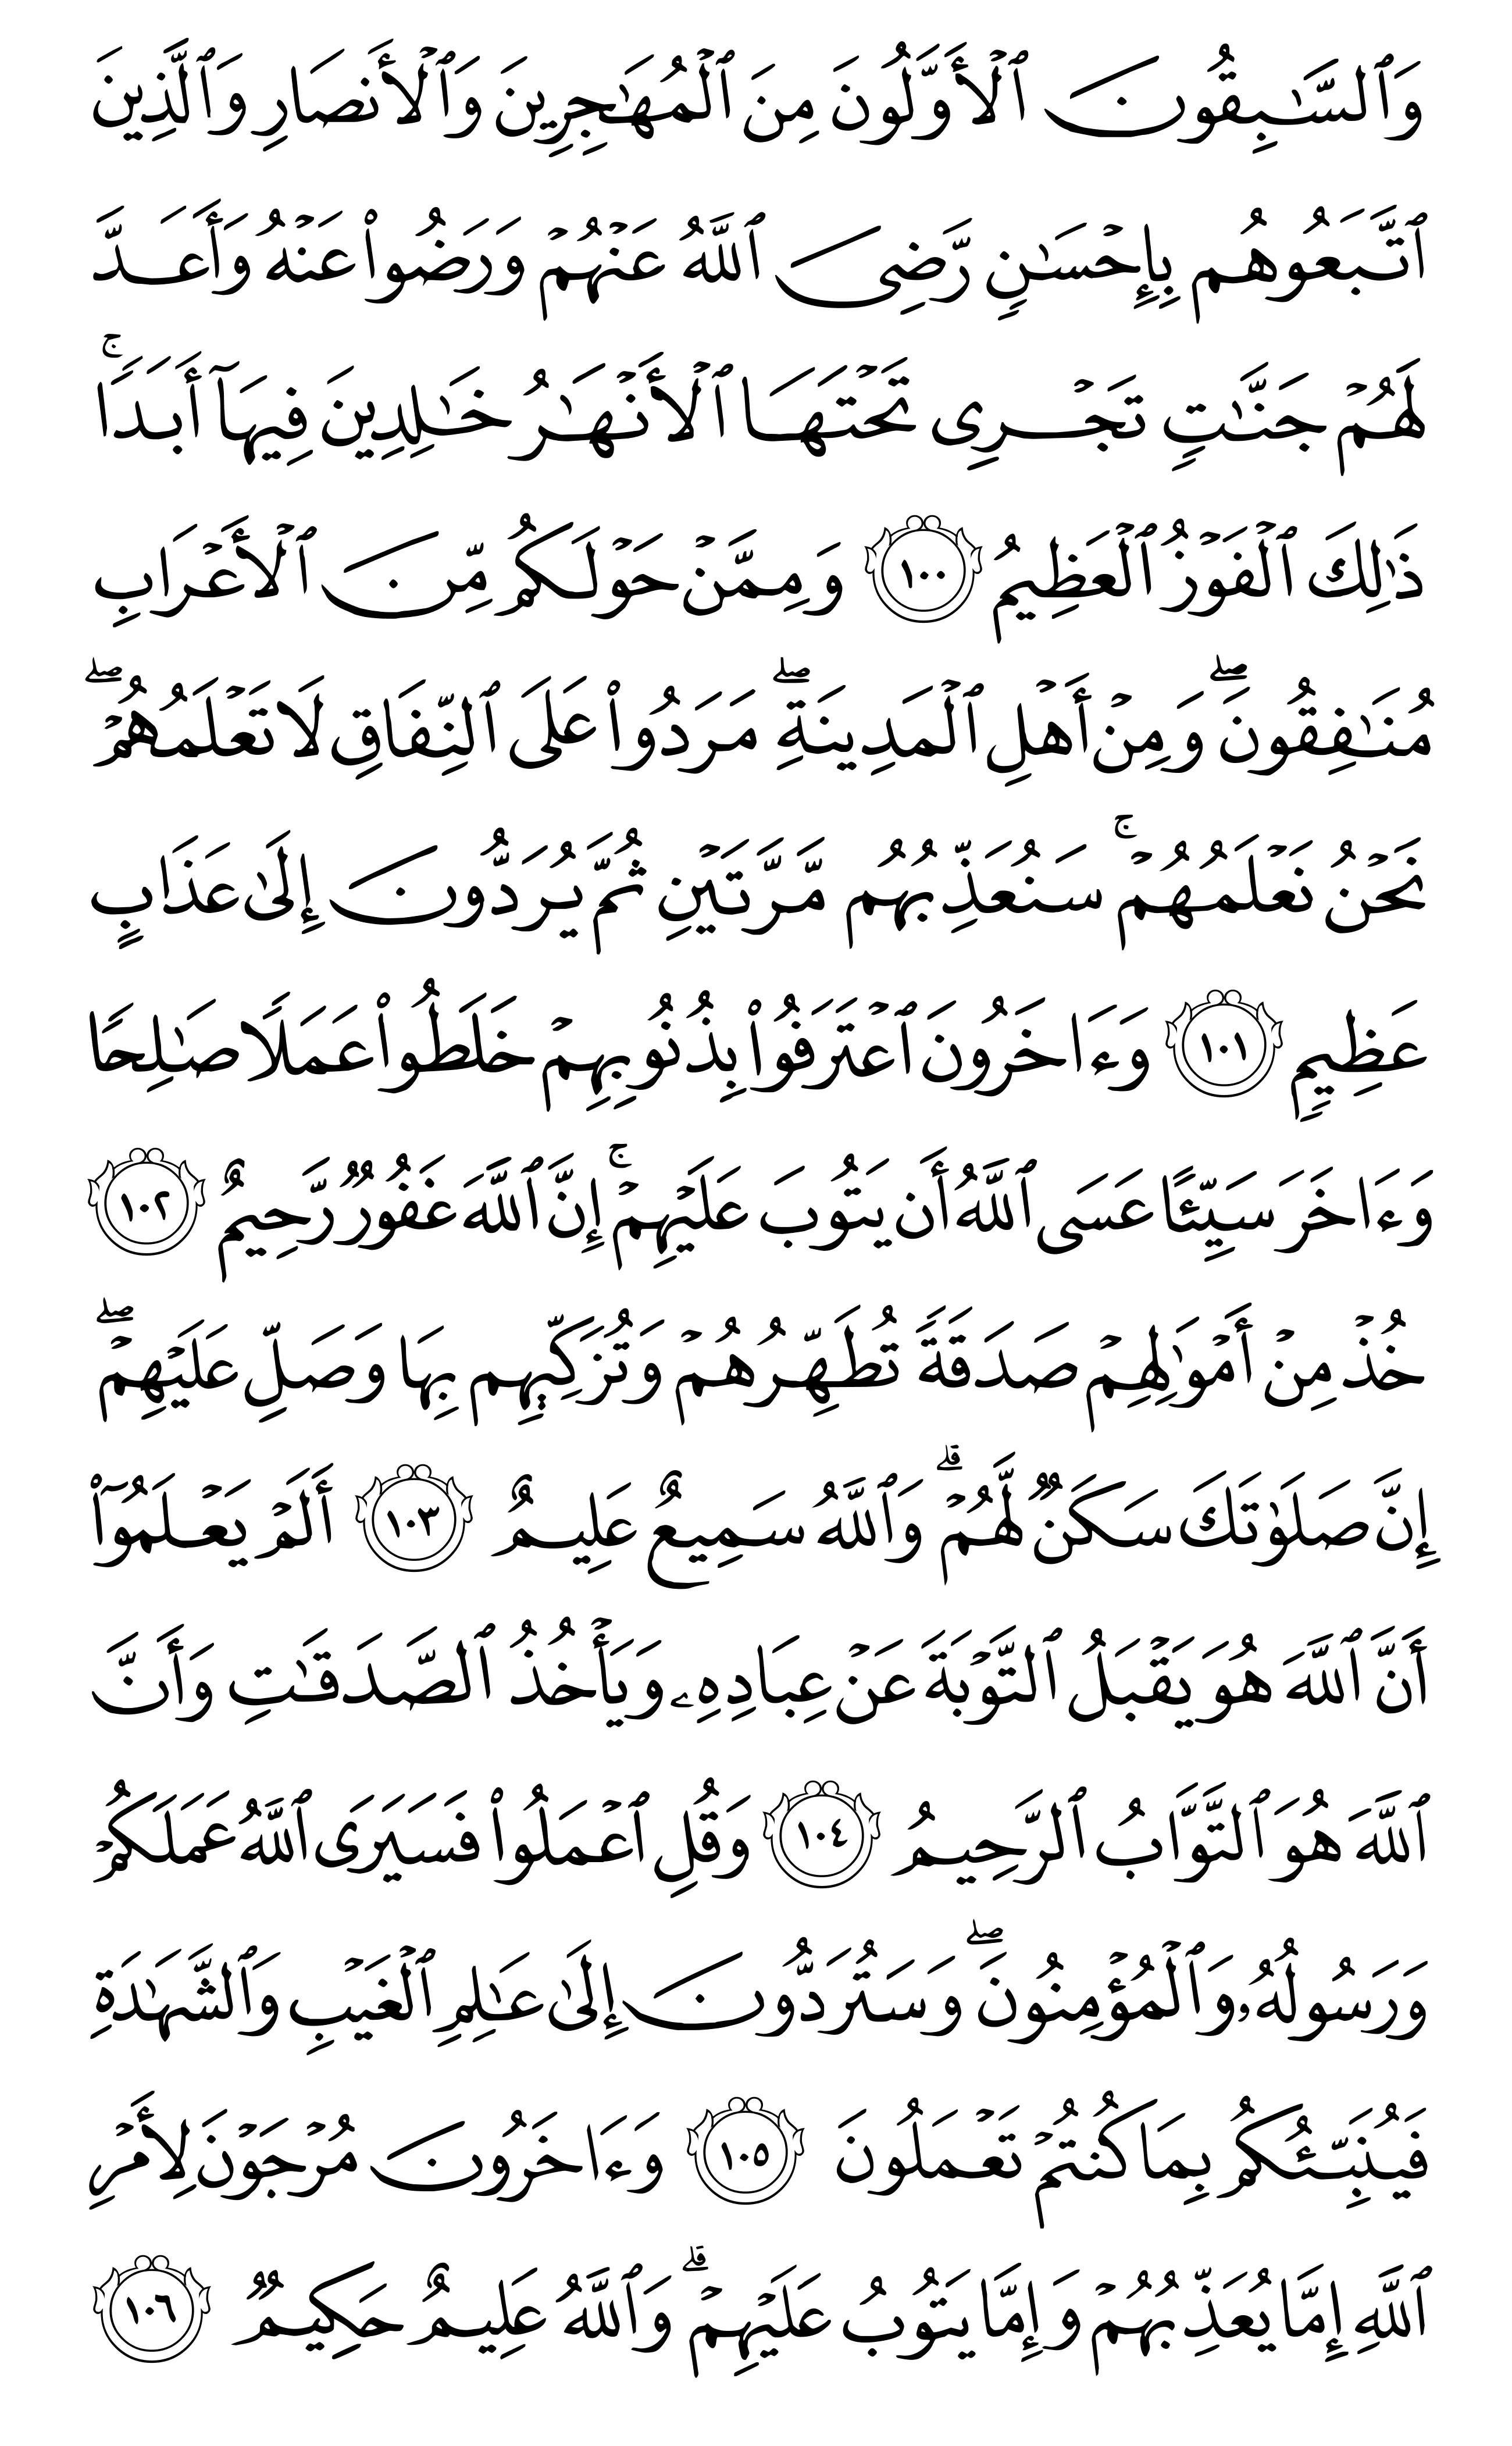 وَٱلسَّـٰبِقُونَ ٱلْأَوَّلُونَ مِنَ ٱلْمُهَـٰجِرِينَ وَٱلْأَنصَارِ وَٱلَّذِينَ
ٱتَّبَعُوهُم بِإِحْسَـٰنٍ رَّضِىَ ٱللَّهُ عَنْهُمْ وَرَضُوا۟ عَنْهُ وَأَعَدَّ
لَهُمْ جَنَّـٰتٍ تَجْرِى تَحْتَهَا ٱلْأَنْهَـٰرُ خَـٰلِدِينَ فِيهَآ أَبَدًا ۚ
ذَٰلِكَ ٱلْفَوْزُ ٱلْعَظِيمُ ١٠٠ وَمِمَّنْ حَوْلَكُم مِّنَ ٱلْأَعْرَابِ
مُنَـٰفِقُونَ ۖ وَمِنْ أَهْلِ ٱلْمَدِينَةِ ۖ مَرَدُوا۟ عَلَى ٱلنِّفَاقِ لَا تَعْلَمُهُمْ ۖ
نَحْنُ نَعْلَمُهُمْ ۚ سَنُعَذِّبُهُم مَّرَّتَيْنِ ثُمَّ يُرَدُّونَ إِلَىٰ عَذَابٍ
عَظِيمٍ ١٠١ وَءَاخَرُونَ ٱعْتَرَفُوا۟ بِذُنُوبِهِمْ خَلَطُوا۟ عَمَلًا صَـٰلِحًا
وَءَاخَرَ سَيِّئًا عَسَى ٱللَّهُ أَن يَتُوبَ عَلَيْهِمْ ۚ إِنَّ ٱللَّهَ غَفُورٌ رَّحِيمٌ ١٠٢
خُذْ مِنْ أَمْوَٰلِهِمْ صَدَقَةً تُطَهِّرُهُمْ وَتُزَكِّيهِم بِهَا وَصَلِّ عَلَيْهِمْ ۖ
إِنَّ صَلَوٰتَكَ سَكَنٌ لَّهُمْ ۗ وَٱللَّهُ سَمِيعٌ عَلِيمٌ ١٠٣ أَلَمْ يَعْلَمُوٓا۟
أَنَّ ٱللَّهَ هُوَ يَقْبَلُ ٱلتَّوْبَةَ عَنْ عِبَادِهِۦ وَيَأْخُذُ ٱلصَّدَقَـٰتِ وَأَنَّ
ٱللَّهَ هُوَ ٱلتَّوَّابُ ٱلرَّحِيمُ ١٠٤ وَقُلِ ٱعْمَلُوا۟ فَسَيَرَى ٱللَّهُ عَمَلَكُمْ
وَرَسُولُهُۥ وَٱلْمُؤْمِنُونَ ۖ وَسَتُرَدُّونَ إِلَىٰ عَـٰلِمِ ٱلْغَيْبِ وَٱلشَّهَـٰدَةِ
فَيُنَبِّئُكُم بِمَا كُنتُمْ تَعْمَلُونَ ١٠٥ وَءَاخَرُونَ مُرْجَوْنَ لِأَمْرِ
ٱللَّهِ إِمَّا يُعَذِّبُهُمْ وَإِمَّا يَتُوبُ عَلَيْهِمْ ۗ وَٱللَّهُ عَلِيمٌ حَكِيمٌ ١٠٦